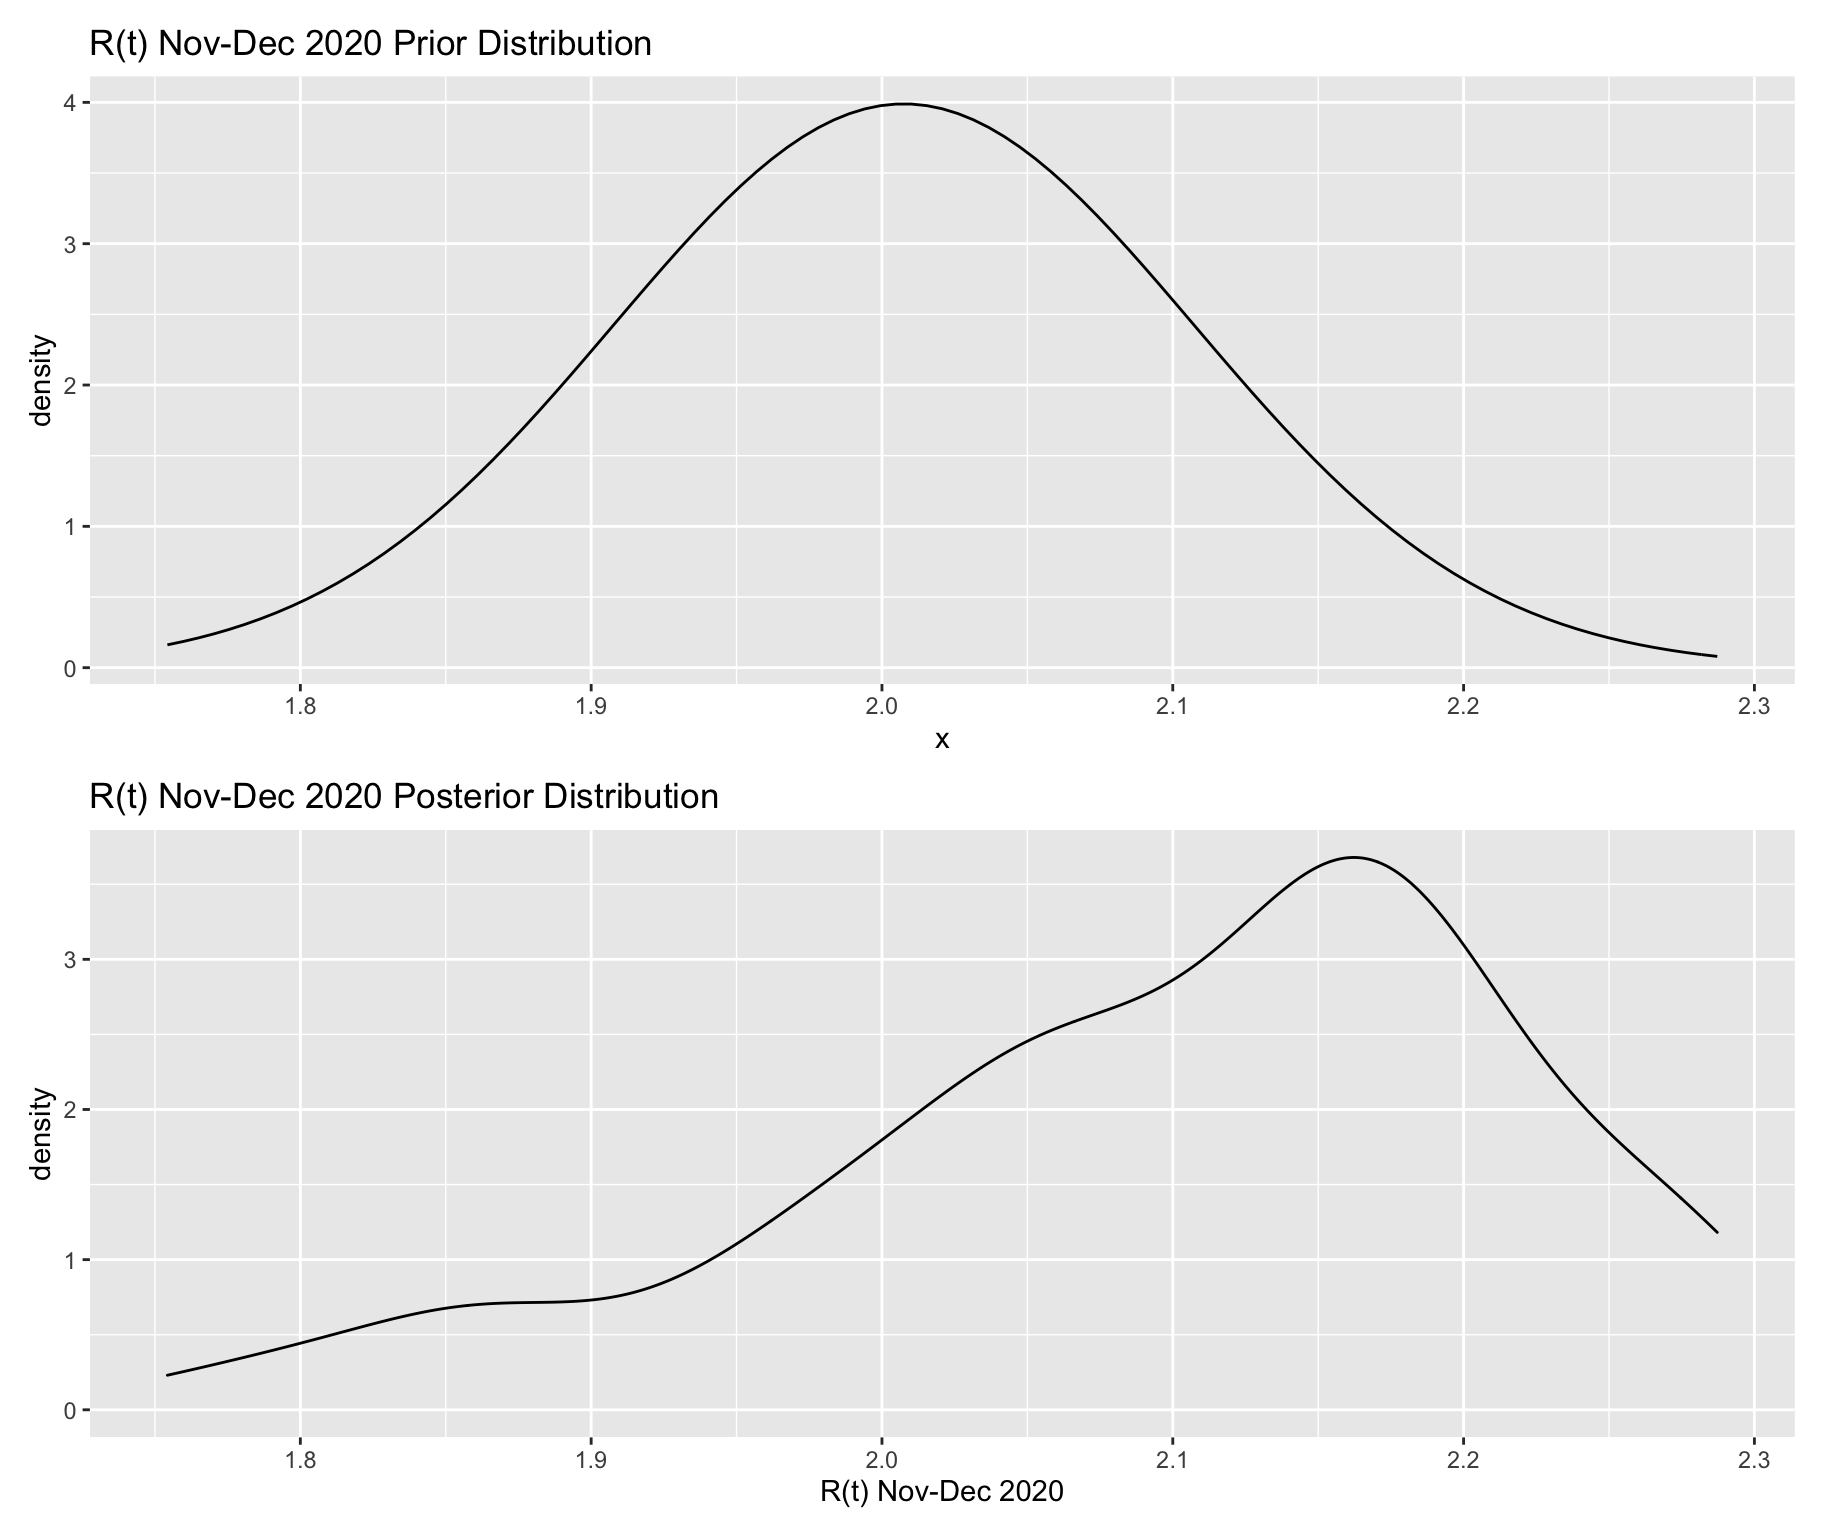 R(t) Nov-Dec 2020 Prior Distribution
4
3
2
1
0
density
1.8 1.9 2.0 2.1 2.2 2.3
x
R(t) Nov-Dec 2020 Posterior Distribution
3
2
1
0
density
1.8 1.9 2.0 2.1 2.2 2.3
R(t) Nov-Dec 2020